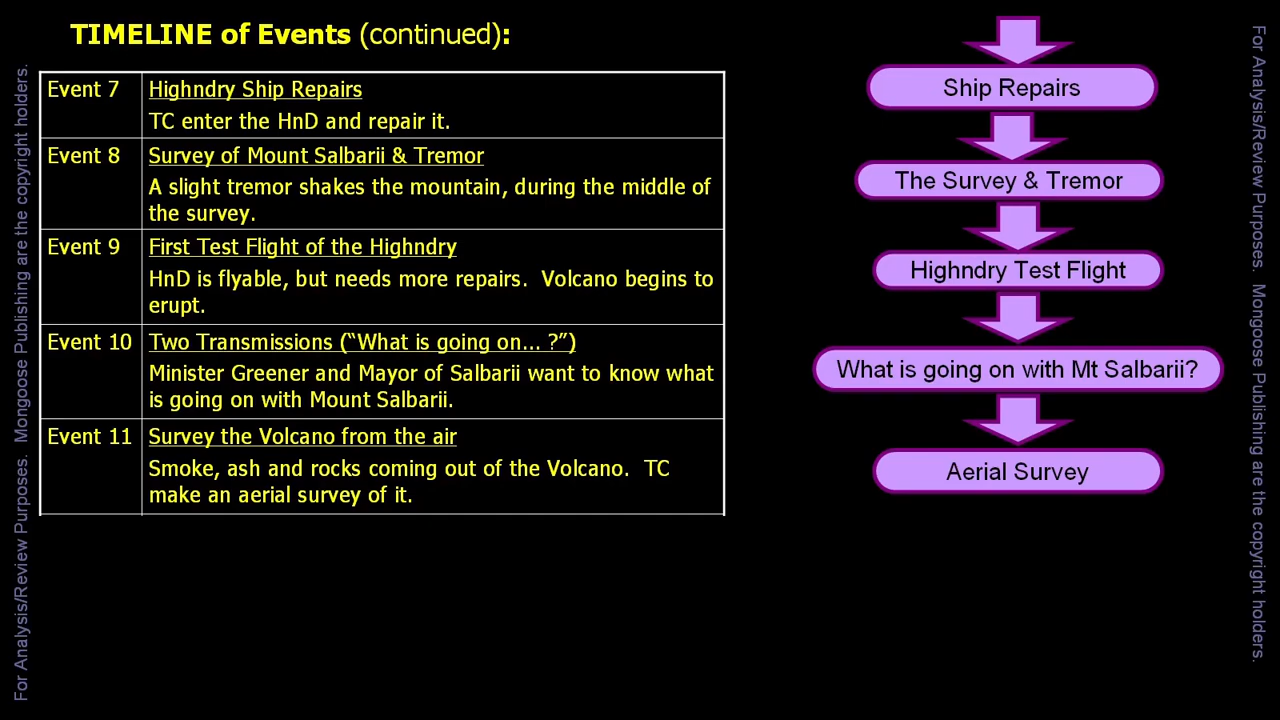 TIMELINE of Events (continued):
Event 7
Highndry Ship Repairs
TC enter the HnD and repair it.
Event 8
Survey of Mount Salbarii & Tremor
A slight tremor shakes the mountain, during the middle of
the survey.
Event 9
First Test Flight of the Highndry
HnD is flyable, but needs more repairs.  Volcano begins to
erupt.
Event 10
Two Transmissions (“What is going on... ?”)
Minister Greener and Mayor of Salbarii want to know what
is going on with Mount Salbarii.
Event 11
Survey the Volcano from the air
Smoke, ash and rocks coming out of the Volcano.  TC
make an aerial survey of it.
Ship Repairs
The Survey & Tremor
Highndry Test Flight
What is going on with Mt Salbarii?
Aerial Survey
For Analysis/Review Purposes.  Mongoose Publishing are the copyright holders.
For Analysis/Review Purposes.  Mongoose Publishing are the copyright holders.